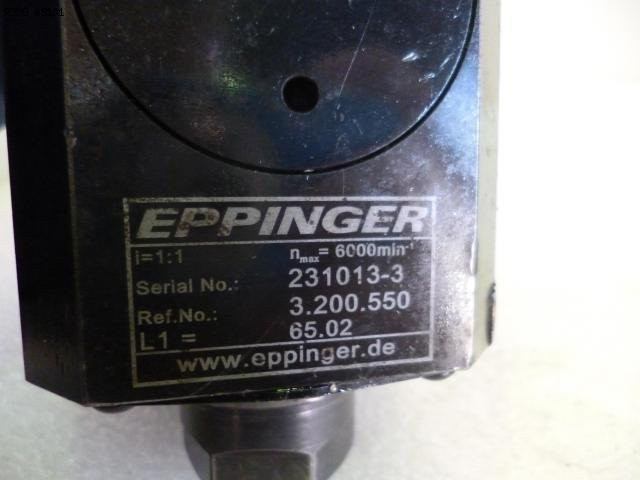 EPPINGER
i=1:1 nmax= 6000min-1
Serial No.: 231013-3
Ref.No.: 3.200.550
L1 = 65.02
www.eppinger.de